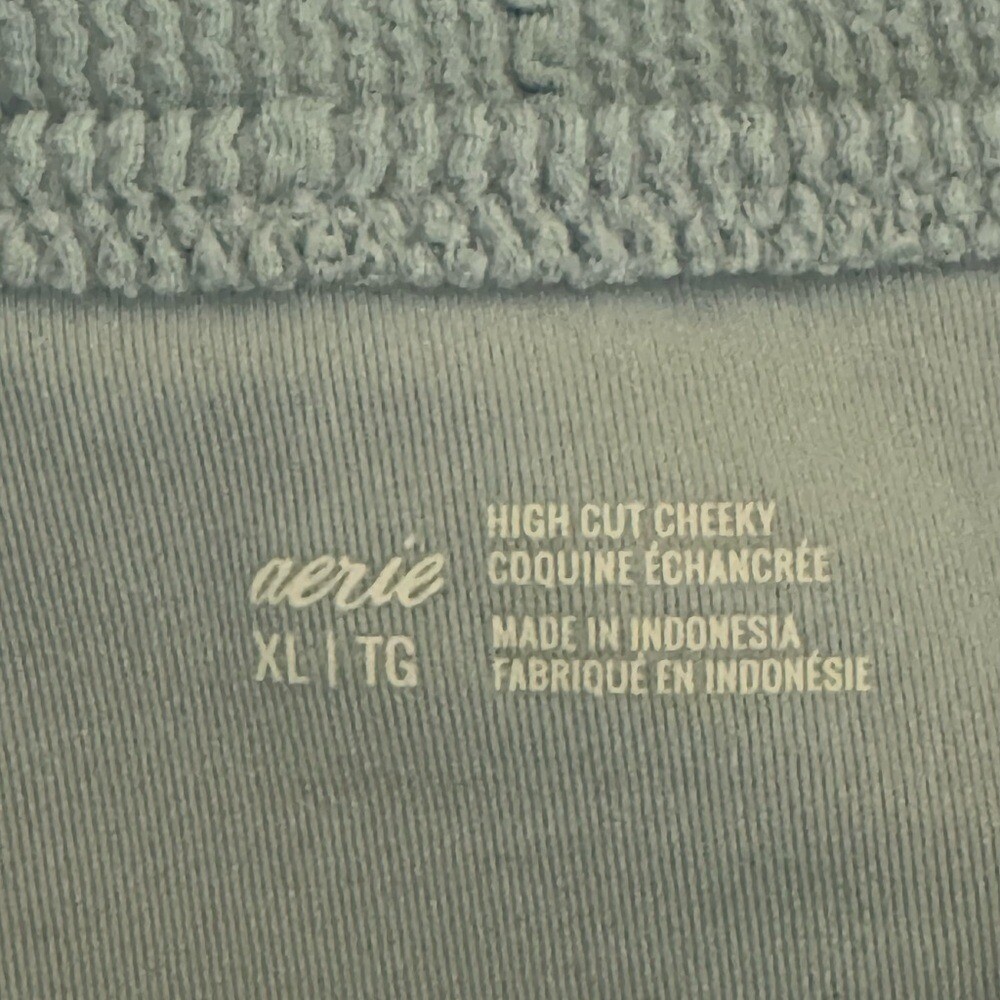 aerie
XL | TG
HIGH CUT CHEEKY
COQUINE ÉCHANCRÉE
MADE IN INDONESIA
FABRIQUÉ EN INDONÉSIE